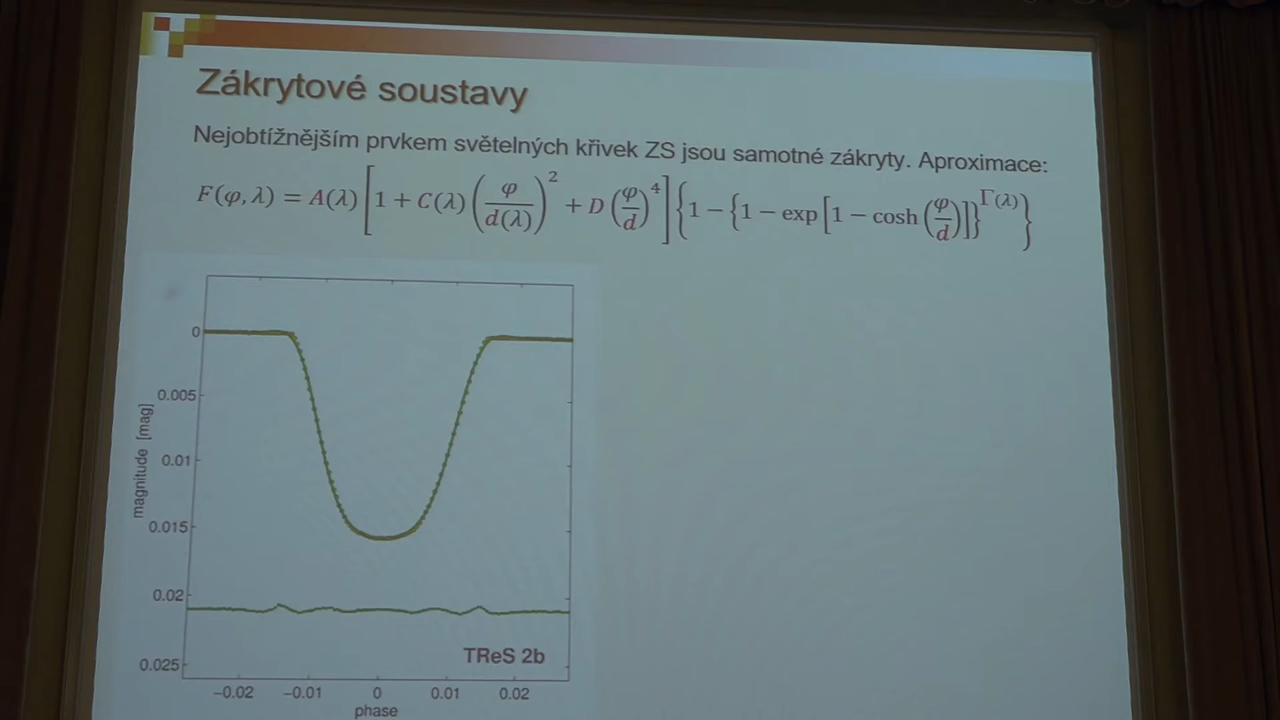 Zákrytové soustavy
Nejobtížnějším prvkem světelných křivek ZS jsou samotné zákryty. Aproximace:
F(φ, λ) = A(λ) [1 + C(λ) (φ/d(λ))² + D (φ/d)⁴] {1 − {1 − exp [1 − cosh (φ/d)]}^Γ(λ)}
0
0.005
0.01
0.015
0.02
0.025
magnitude [mag]
TReS 2b
−0.02 −0.01 0 0.01 0.02
phase